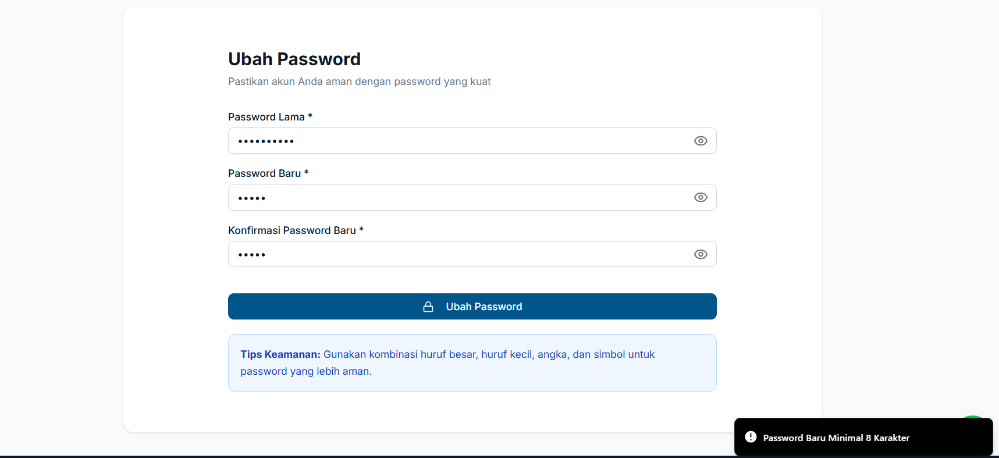 Ubah Password
Pastikan akun Anda aman dengan password yang kuat
Password Lama *
••••••••••
Password Baru *
•••••
Konfirmasi Password Baru *
•••••
Ubah Password
Tips Keamanan: Gunakan kombinasi huruf besar, huruf kecil, angka, dan simbol untuk
password yang lebih aman.
Password Baru Minimal 8 Karakter